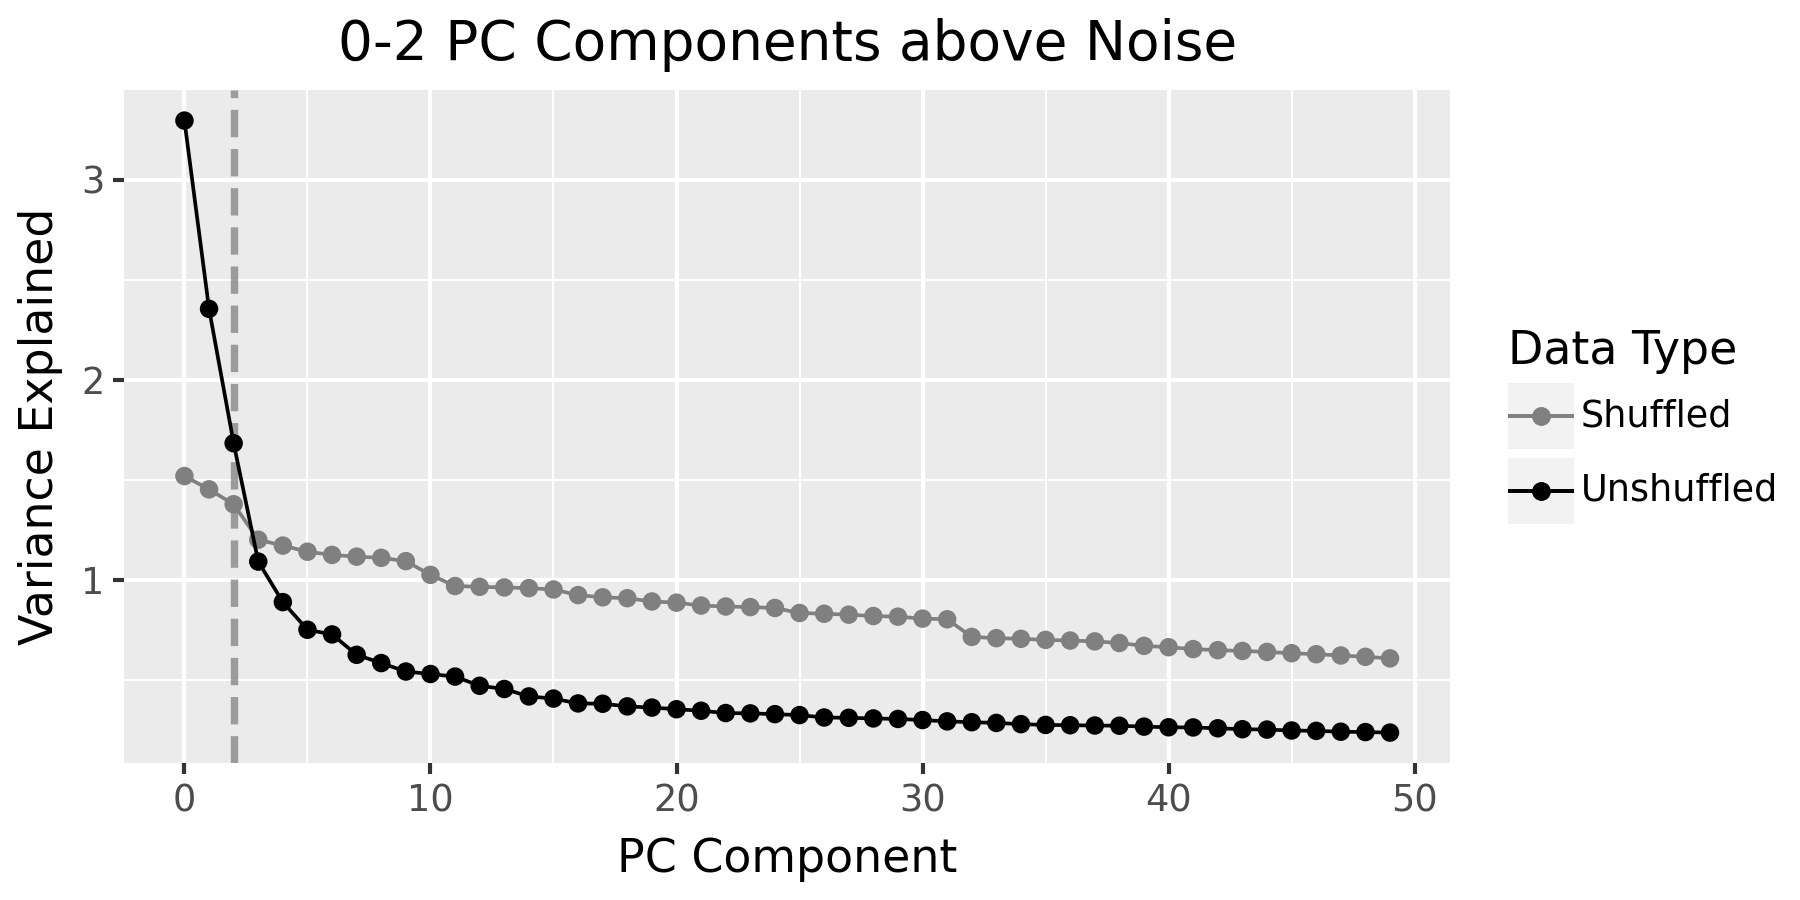 0-2 PC Components above Noise
Variance Explained
3
2
1
0 10 20 30 40 50
PC Component
Data Type
Shuffled
Unshuffled